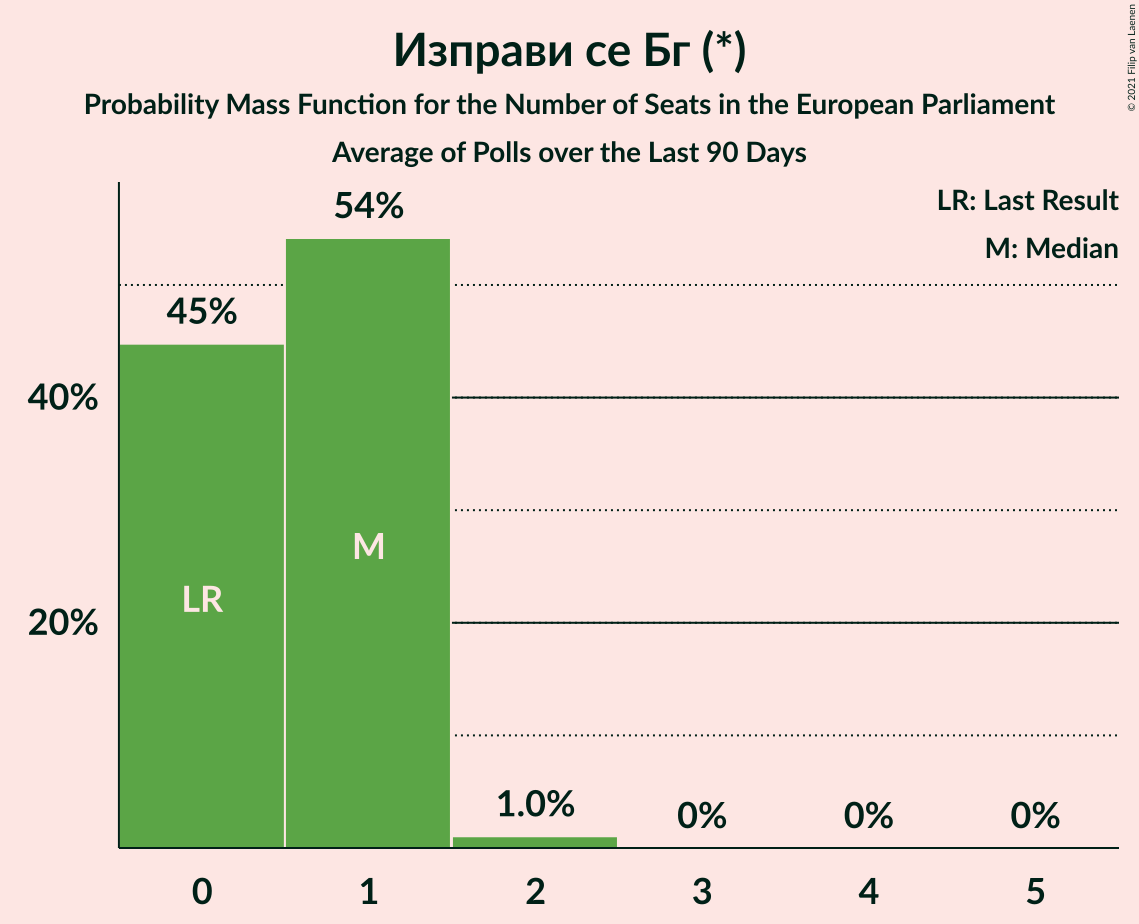 Изправи се Бг (*)
Probability Mass Function for the Number of Seats in the European Parliament
Average of Polls over the Last 90 Days
© 2021 Filip van Laenen
LR: Last Result
M: Median
54%
45%
40%
20%
M
LR
1.0%
0%
0%
0%
0 1 2 3 4 5